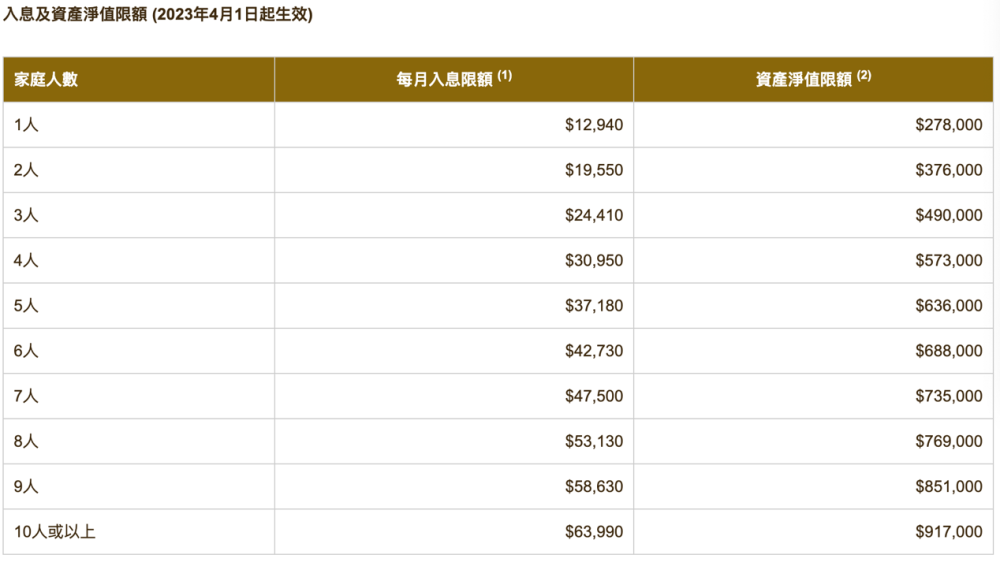 入息及資產淨值限額 (2023年4月1日起生效)
家庭人數 每月入息限額 (1) 資產淨值限額 (2)
1人 $12,940 $278,000
2人 $19,550 $376,000
3人 $24,410 $490,000
4人 $30,950 $573,000
5人 $37,180 $636,000
6人 $42,730 $688,000
7人 $47,500 $735,000
8人 $53,130 $769,000
9人 $58,630 $851,000
10人或以上 $63,990 $917,000